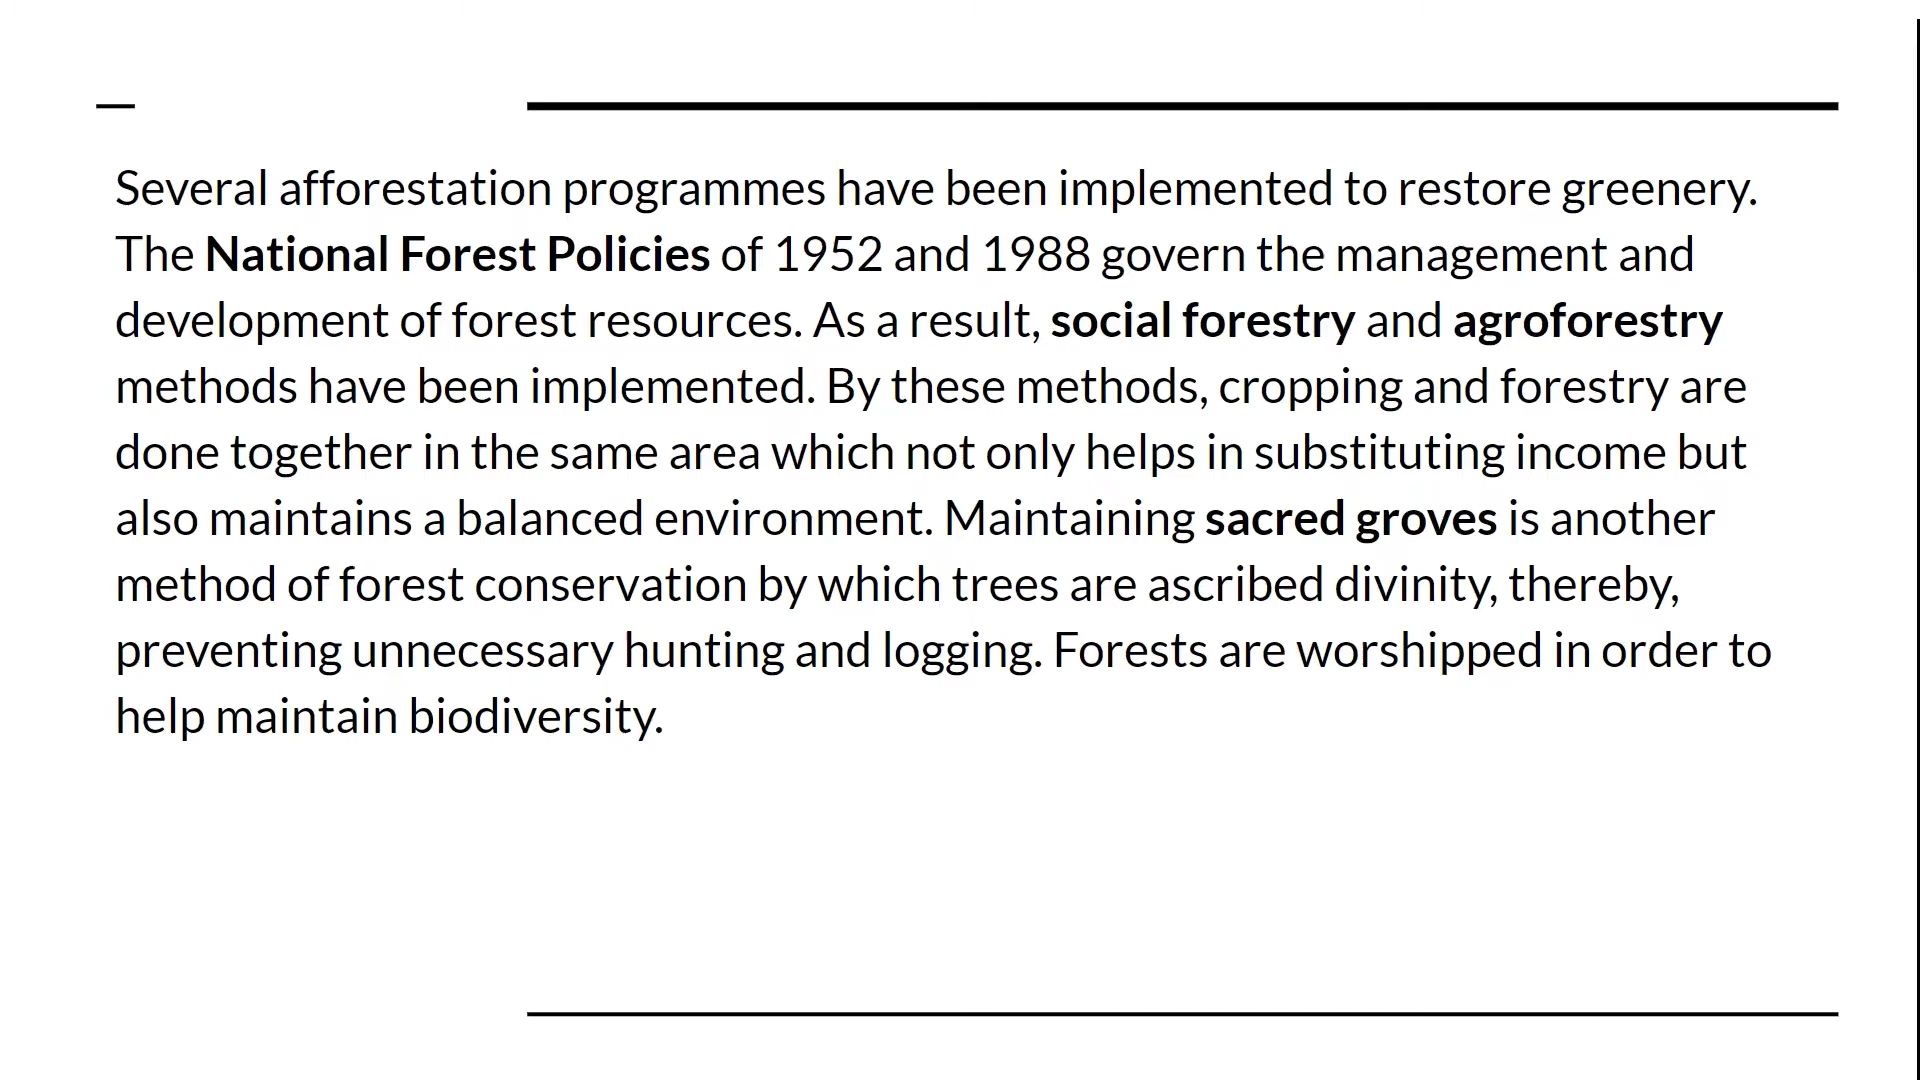 Several afforestation programmes have been implemented to restore greenery.
The National Forest Policies of 1952 and 1988 govern the management and
development of forest resources. As a result, social forestry and agroforestry
methods have been implemented. By these methods, cropping and forestry are
done together in the same area which not only helps in substituting income but
also maintains a balanced environment. Maintaining sacred groves is another
method of forest conservation by which trees are ascribed divinity, thereby,
preventing unnecessary hunting and logging. Forests are worshipped in order to
help maintain biodiversity.